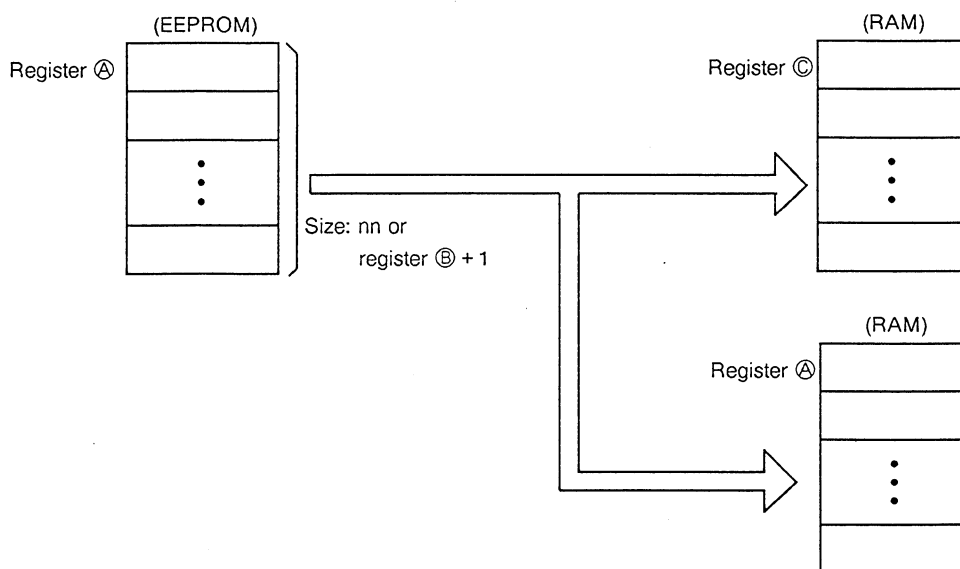 (EEPROM)
Register Ⓐ
Size: nn or
register Ⓑ + 1
(RAM)
Register Ⓒ
(RAM)
Register Ⓐ